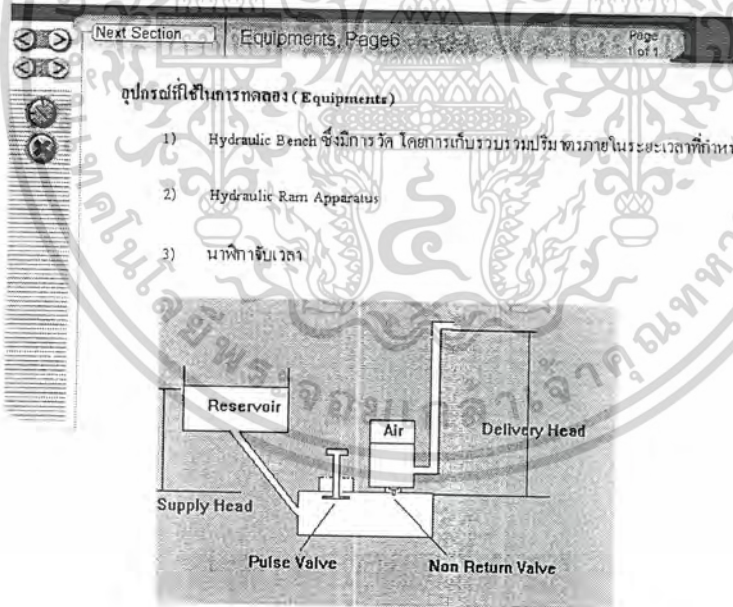 Next Section
Equipments, Page6
Page
1 of 1
อุปกรณ์ที่ใช้ในการทดลอง ( Equipments )
1) Hydraulic Bench ซึ่งมีการวัด โดยการเก็บรวบรวมปริมาตรภายในระยะเวลาที่กำหน
2) Hydraulic Ram Apparatus
3) นาฬิกาจับเวลา
Reservoir
Air
Delivery Head
Supply Head
Pulse Valve
Non Return Valve